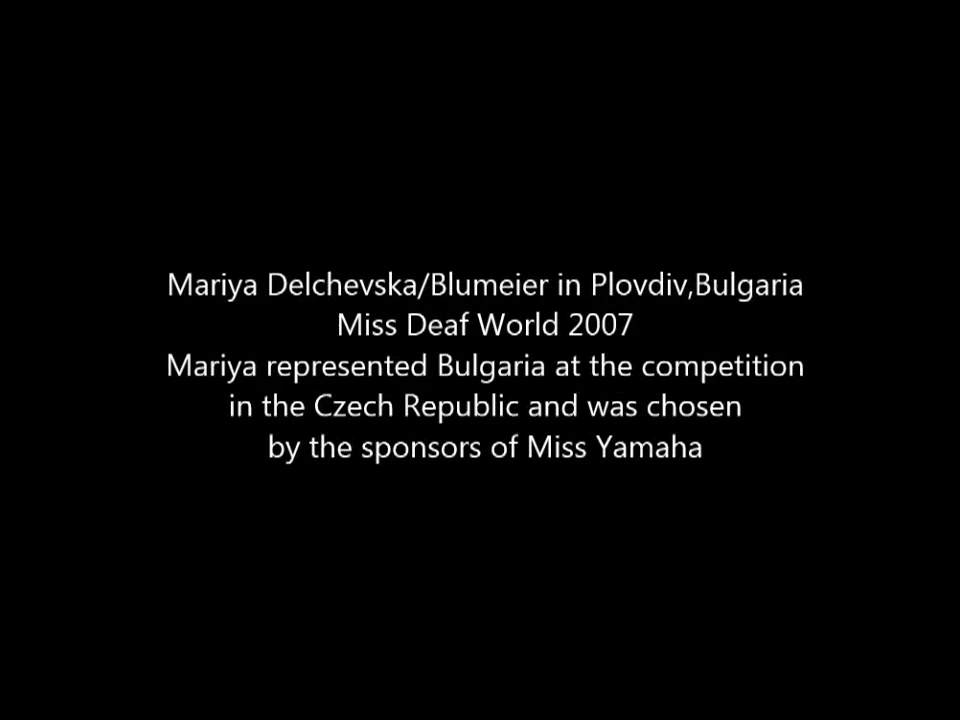 Mariya Delchevska/Blumeier in Plovdiv,Bulgaria
Miss Deaf World 2007
Mariya represented Bulgaria at the competition
in the Czech Republic and was chosen
by the sponsors of Miss Yamaha